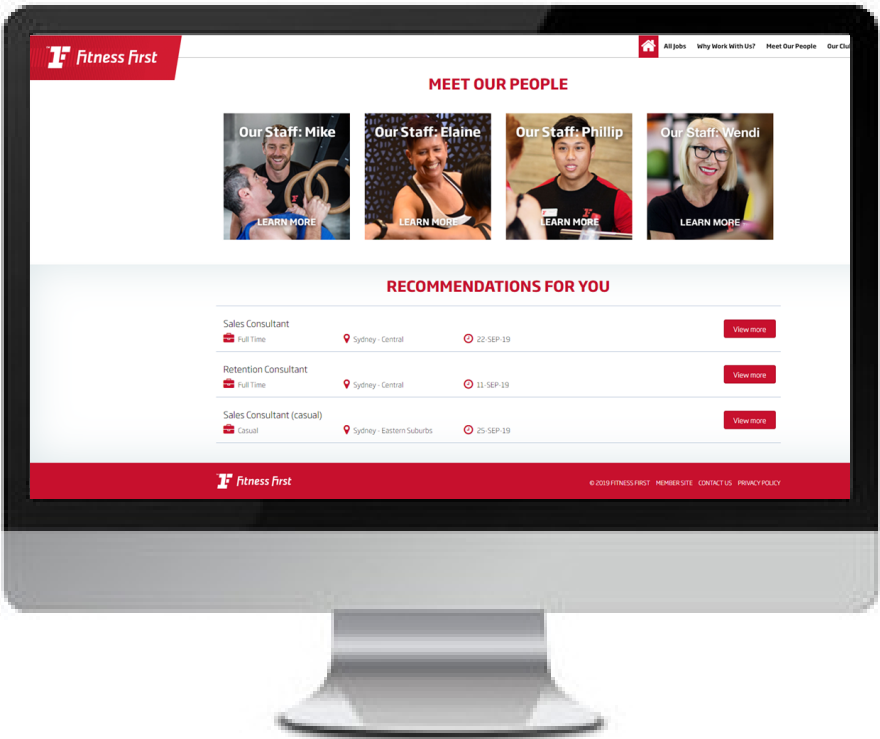 Fitness First
All Jobs Why Work With Us? Meet Our People Our Clu
MEET OUR PEOPLE
Our Staff: Mike
LEARN MORE
Our Staff: Elaine
LEARN MORE
Our Staff: Phillip
LEARN MORE
Our Staff: Wendi
LEARN MORE
RECOMMENDATIONS FOR YOU
Sales Consultant
Full Time Sydney - Central 22-SEP-19
View more
Retention Consultant
Full Time Sydney - Central 11-SEP-19
View more
Sales Consultant (casual)
Casual Sydney - Eastern Suburbs 25-SEP-19
View more
Fitness First
© 2019 FITNESS FIRST MEMBER SITE CONTACT US PRIVACY POLICY